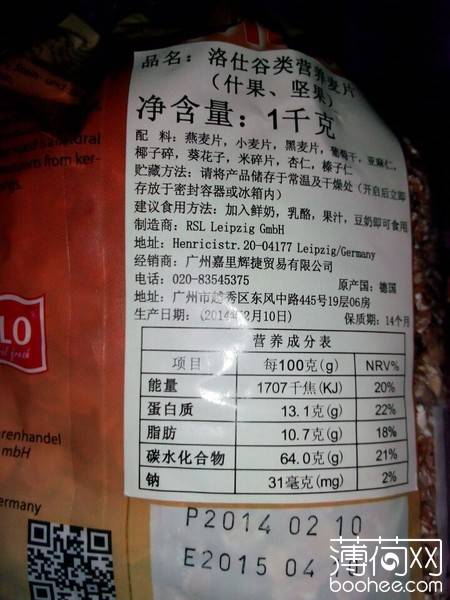 品名：洛仕谷类营养麦片
（什果、坚果）
净含量：1千克
配 料：燕麦片，小麦片，黑麦片，葡萄干，亚麻仁，
椰子碎，葵花子，米碎片，杏仁，榛子仁
贮藏方法：请将产品储存于常温及干燥处（开启后立即
存放于密封容器或冰箱内）
建议食用方法：加入鲜奶，乳酪，果汁，豆奶即可食用
制造商：RSL Leipzig GmbH
地址：Henricistr.20-04177 Leipzig/Germany
经销商：广州嘉里辉捷贸易有限公司
电话：020-83545375 原产国：德国
地址：广州市越秀区东风中路445号19层06房
生产日期：（2014年2月10日） 保质期：14个月
营养成分表
项目 每100克(g) NRV%
能量 1707千焦(KJ) 20%
蛋白质 13.1克(g) 22%
脂肪 10.7克(g) 18%
碳水化合物 64.0克(g) 21%
钠 31毫克(mg) 2%
P2014 02 10
E2015 04
LO
natural
from ker-
renhandel
mbH
ermany
薄荷网
boohee.com